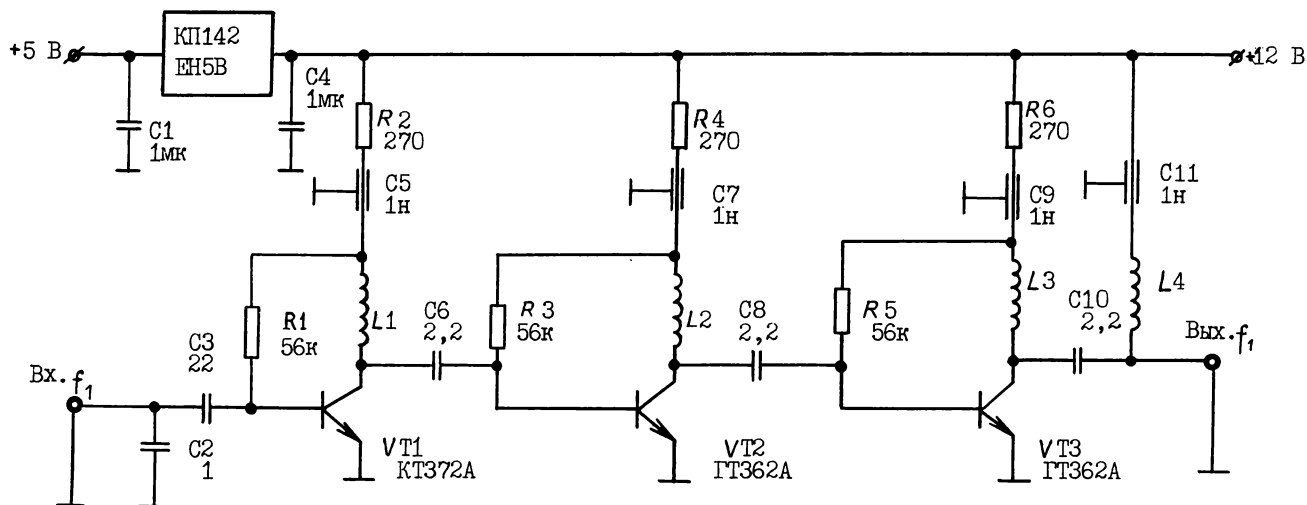 +5 В
КП142
ЕН5В
+12 В
C1
1мк
C4
1мк
R2
270
R4
270
R6
270
C5
1н
C7
1н
C9
1н
C11
1н
R1
56к
L1
C6
2,2
R3
56к
L2
C8
2,2
R5
56к
L3
C10
2,2
L4
Вых.f1
Вх.f1
C3
22
C2
1
VT1
КТ372А
VT2
ГТ362А
VT3
ГТ362А